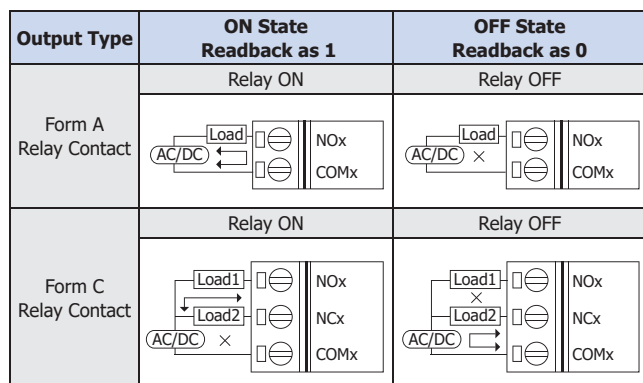 Output Type
ON State
Readback as 1
OFF State
Readback as 0
Relay ON
Relay OFF
Form A
Relay Contact
Load
AC/DC
NOx
COMx
Load
AC/DC
NOx
COMx
Relay ON
Relay OFF
Form C
Relay Contact
Load1
Load2
AC/DC
NOx
NCx
COMx
Load1
Load2
AC/DC
NOx
NCx
COMx